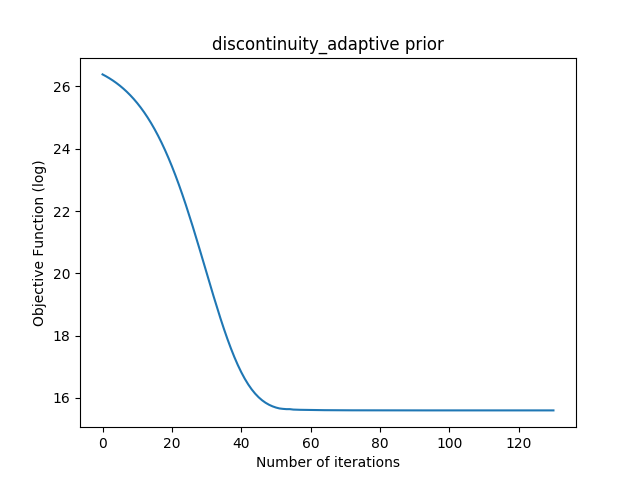 discontinuity_adaptive prior
26
24
22
20
18
16
Objective Function (log)
0 20 40 60 80 100 120
Number of iterations